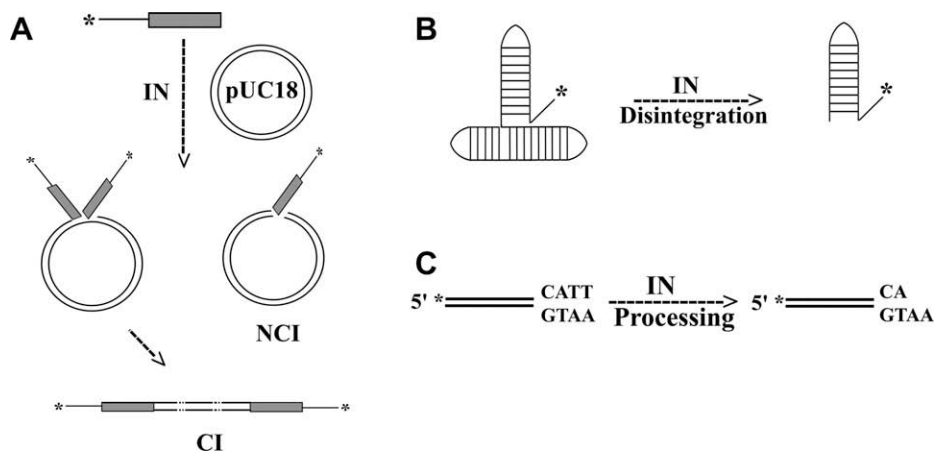 A
*
IN
pUC18
* * *
NCI
* *
CI
B
*
IN
Disintegration
*
C
5' *
CATT
GTAA
IN
Processing
5' *
CA
GTAA